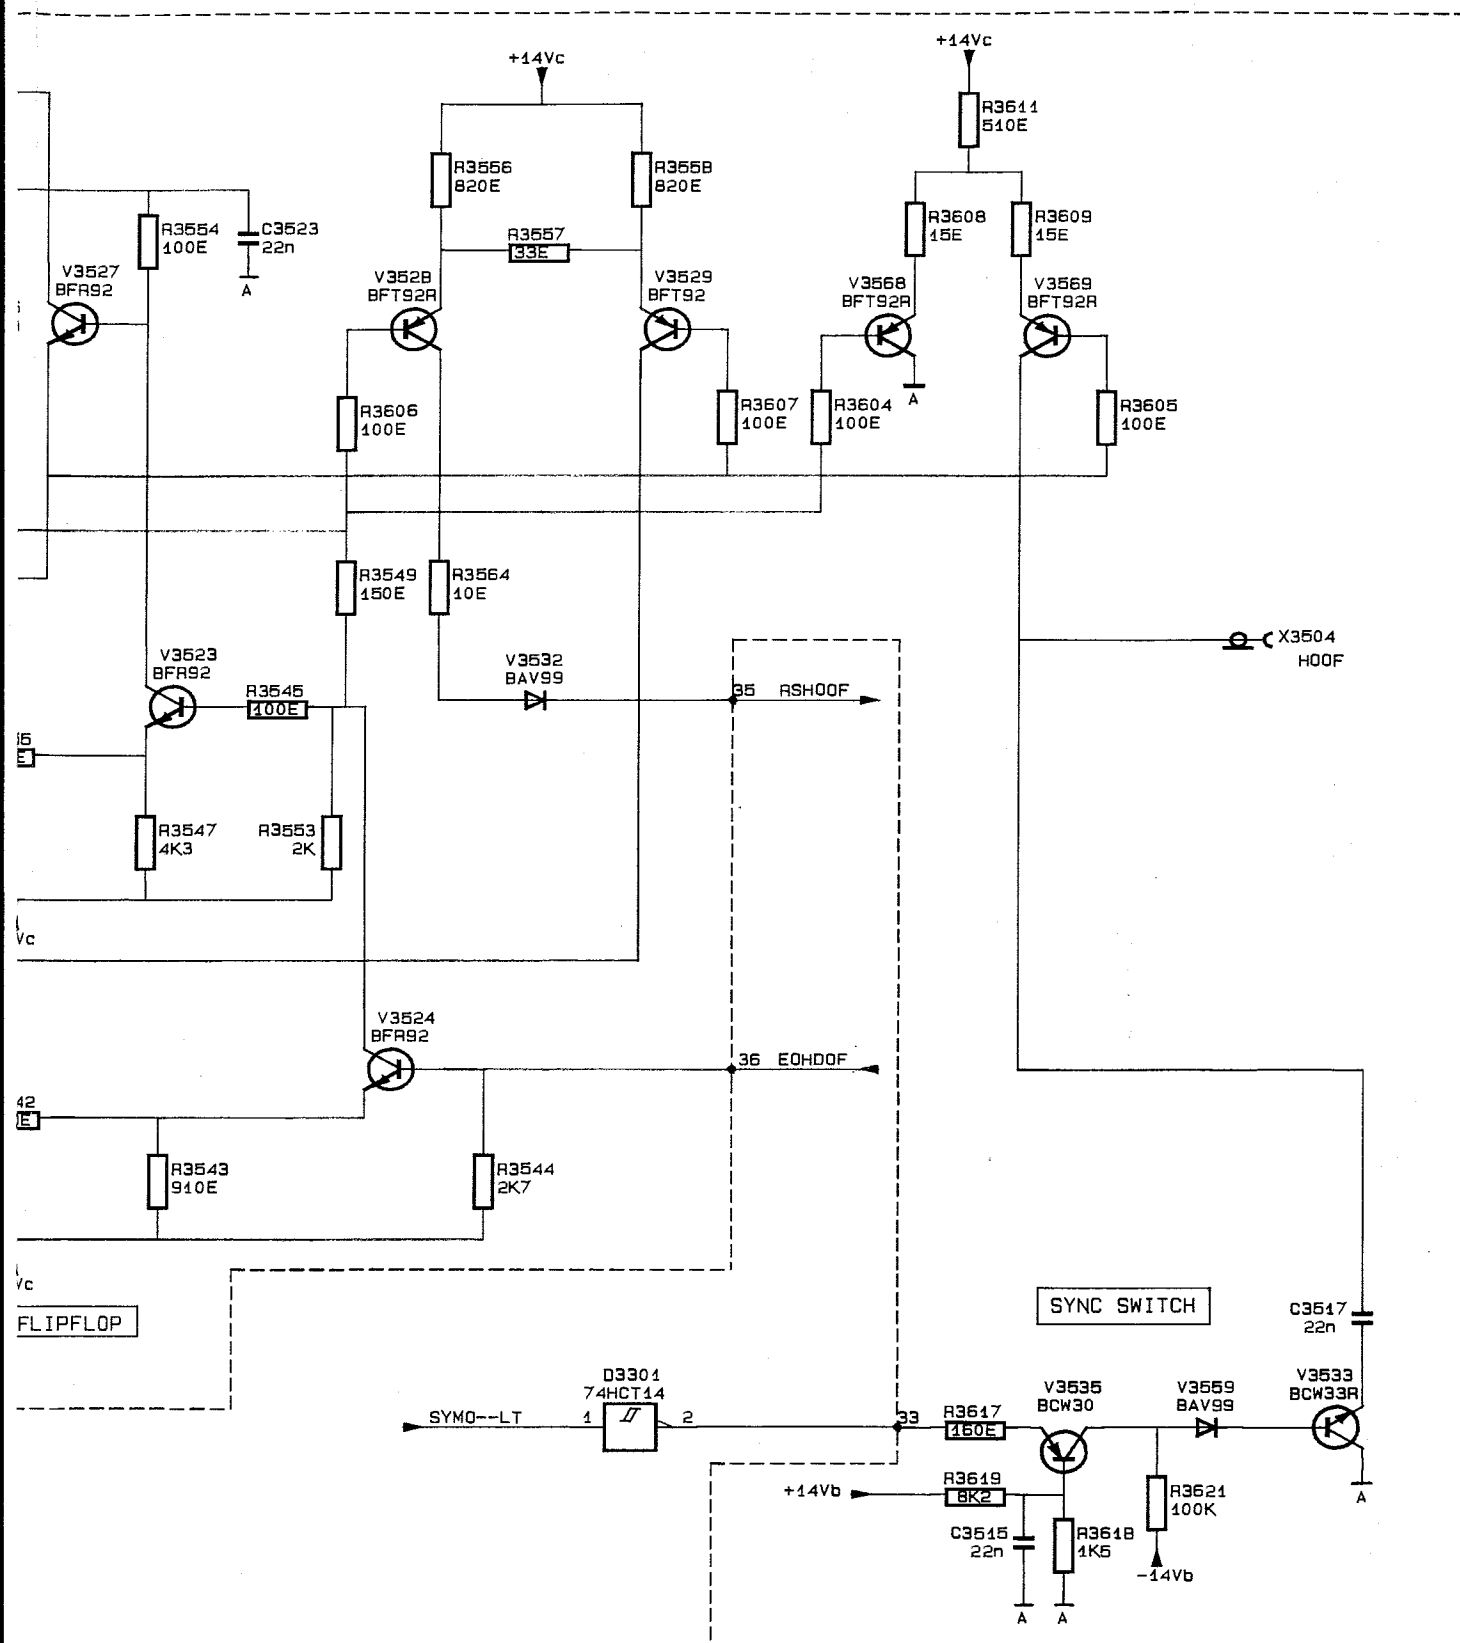 +14Vc
+14Vc
R3611
510E
R3556
820E
R355B
820E
R3554
100E
C3523
22n
A
R3557
33E
R3608
15E
R3609
15E
V3527
BFR92
V352B
BFT92R
V3529
BFT92
V3568
BFT92R
V3569
BFT92R
A
R3606
100E
R3607
100E
R3604
100E
R3605
100E
R3549
150E
R3564
10E
X3504
HOOF
V3523
BFR92
R3545
100E
V3532
BAV99
35 RSHOOF
R3547
4K3
R3553
2K
Vc
V3524
BFR92
36 EOHDOF
42
E
R3543
910E
R3544
2K7
Vc
FLIPFLOP
SYNC SWITCH
C3517
22n
D3301
74HCT14
SYMO--LT
1
2
33
R3617
160E
V3535
BCW30
V3559
BAV99
V3533
BCW33R
A
+14Vb
R3619
8K2
C3515
22n
R361B
1K5
R3621
100K
-14Vb
A
A